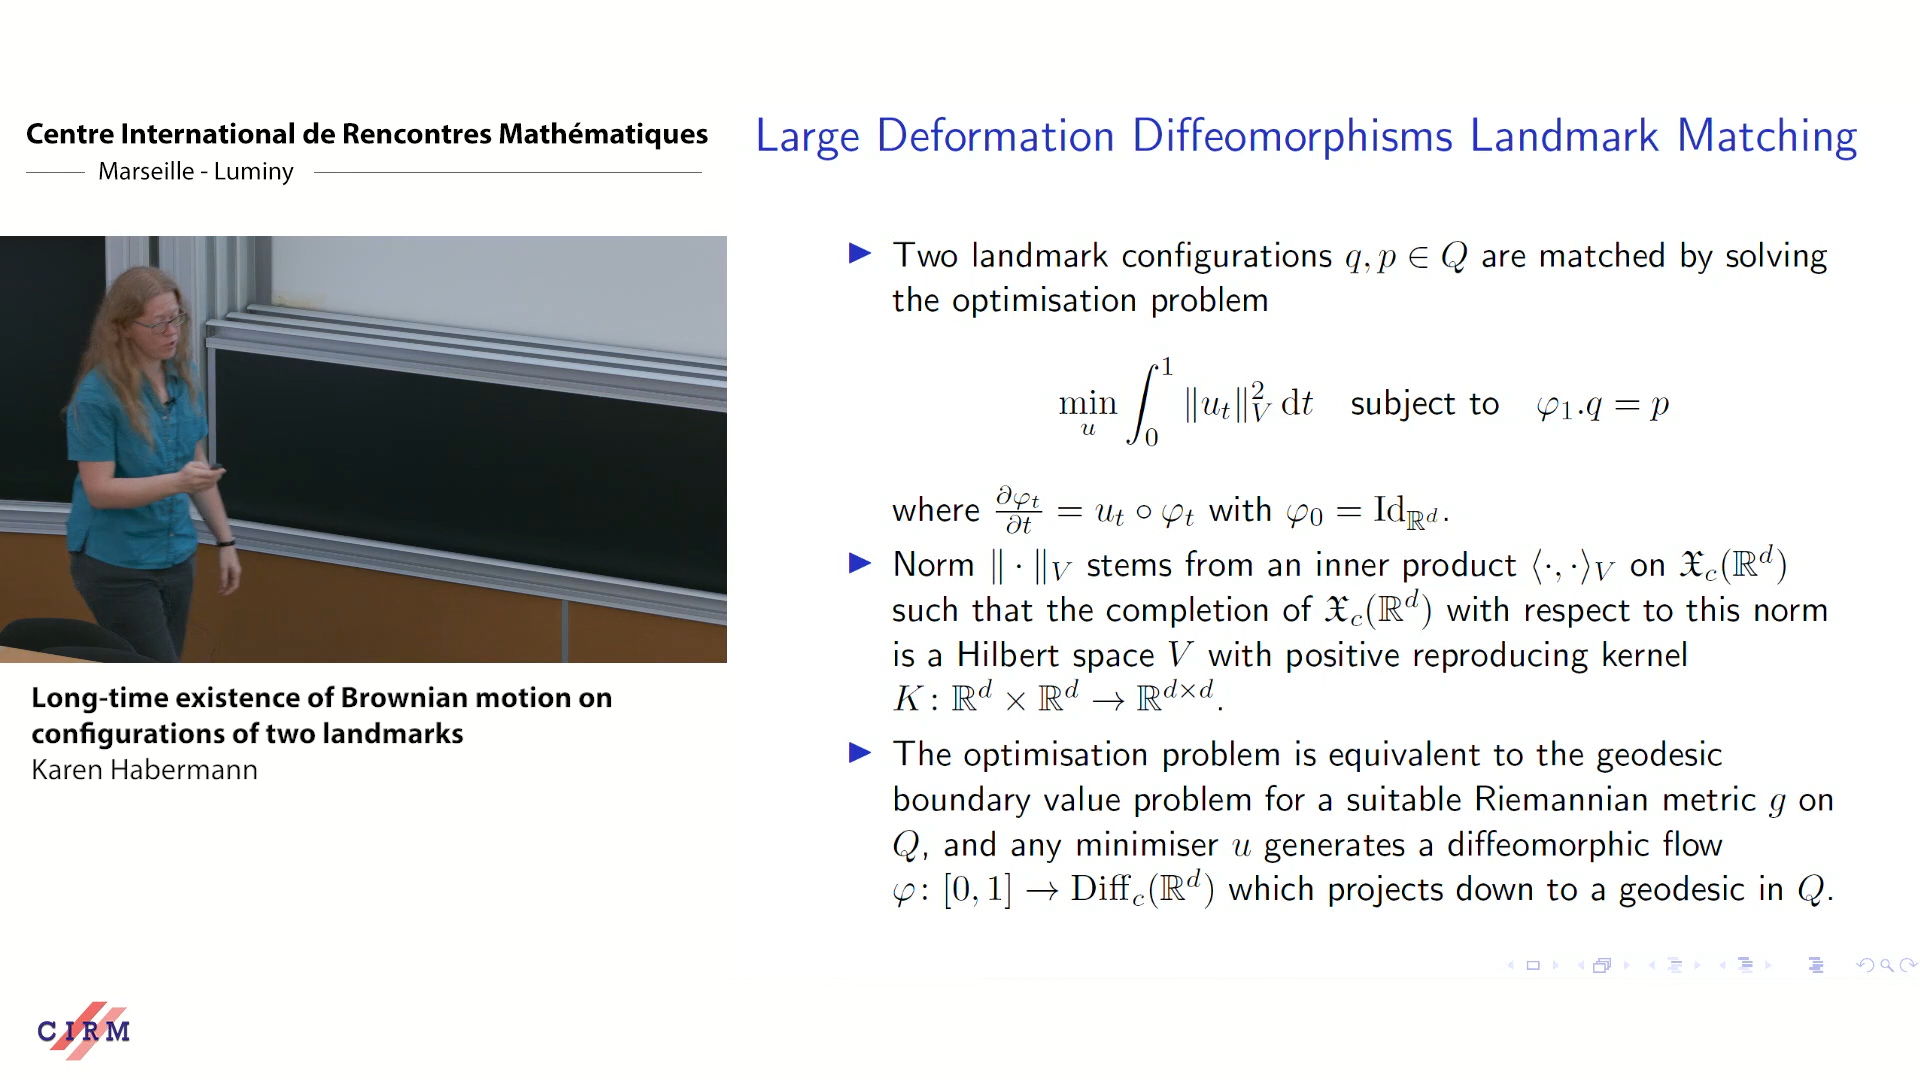 Centre International de Rencontres Mathématiques
Marseille - Luminy
Long-time existence of Brownian motion on
configurations of two landmarks
Karen Habermann
CIRM
Large Deformation Diffeomorphisms Landmark Matching
▶ Two landmark configurations q, p ∈ Q are matched by solving
the optimisation problem
min_u ∫_0^1 ‖u_t‖_V^2 dt subject to φ_1.q = p
where ∂φ_t/∂t = u_t ∘ φ_t with φ_0 = Id_{ℝ^d}.
▶ Norm ‖ · ‖_V stems from an inner product ⟨·, ·⟩_V on 𝔛_c(ℝ^d)
such that the completion of 𝔛_c(ℝ^d) with respect to this norm
is a Hilbert space V with positive reproducing kernel
K : ℝ^d × ℝ^d → ℝ^{d×d}.
▶ The optimisation problem is equivalent to the geodesic
boundary value problem for a suitable Riemannian metric g on
Q, and any minimiser u generates a diffeomorphic flow
φ : [0, 1] → Diff_c(ℝ^d) which projects down to a geodesic in Q.